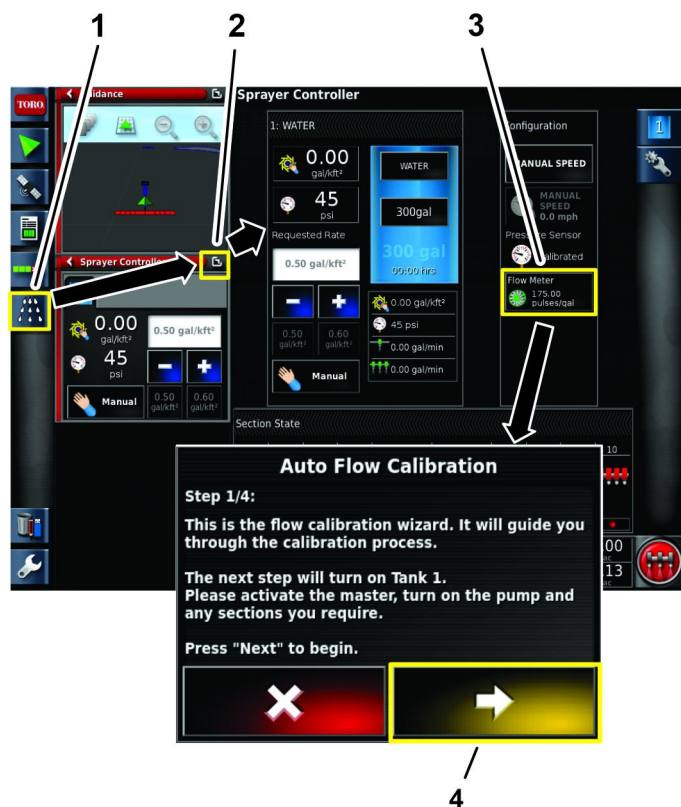 1
2
3
TORO
Guidance
Sprayer Controller
1: WATER
0.00
gal/kft²
45
psi
Requested Rate
0.50 gal/kft²
0.50
gal/kft²
0.60
gal/kft²
Manual
WATER
300gal
300 gal
00:00 hrs
0.00 gal/kft²
45 psi
0.00 gal/min
0.00 gal/min
Configuration
MANUAL SPEED
MANUAL
SPEED
0.0 mph
Pressure Sensor
Calibrated
Flow Meter
175.00
pulses/gal
1
Sprayer Controller
0.00
gal/kft²
0.50 gal/kft²
45
psi
Manual
0.50
gal/kft²
0.60
gal/kft²
Section State
10
00
ac
13
ac
Auto Flow Calibration
Step 1/4:
This is the flow calibration wizard. It will guide you
through the calibration process.
The next step will turn on Tank 1.
Please activate the master, turn on the pump and
any sections you require.
Press "Next" to begin.
4